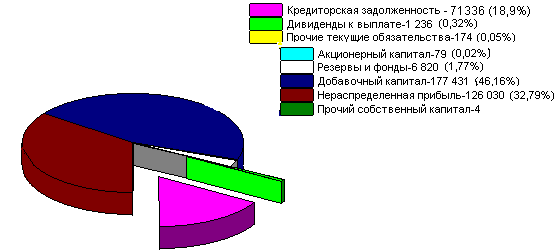 Кредиторская задолженность - 71336 (18,9%)
Дивиденды к выплате-1 236 (0,32%)
Прочие текущие обязательства-174 (0,05%)
Акционерный капитал-79 (0,02%)
Резервы и фонды-6 820 (1,77%)
Добавочный капитал-177 431 (46,16%)
Нераспределенная прибыль-126 030 (32,79%)
Прочий собственный капитал-4